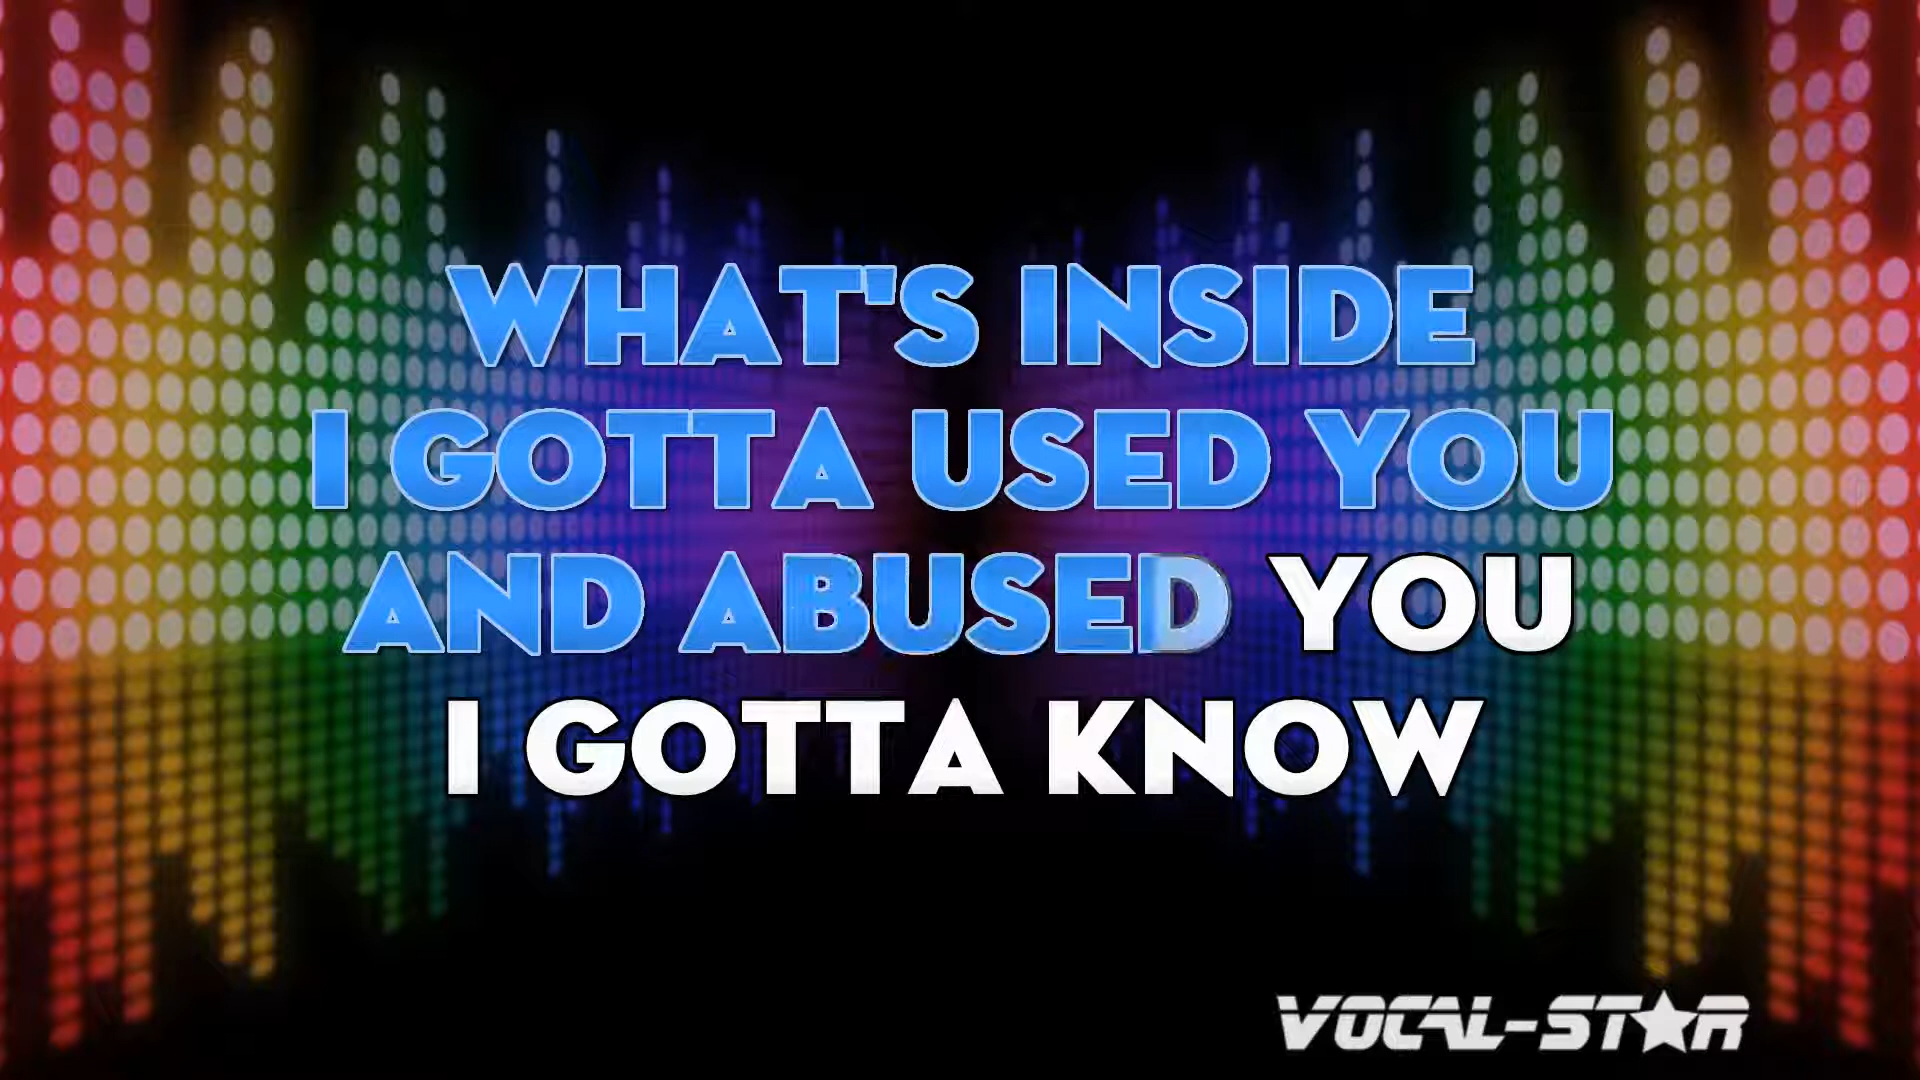 WHAT'S INSIDE
I GOTTA USED YOU
AND ABUSED YOU
I GOTTA KNOW
VOCAL-STAR